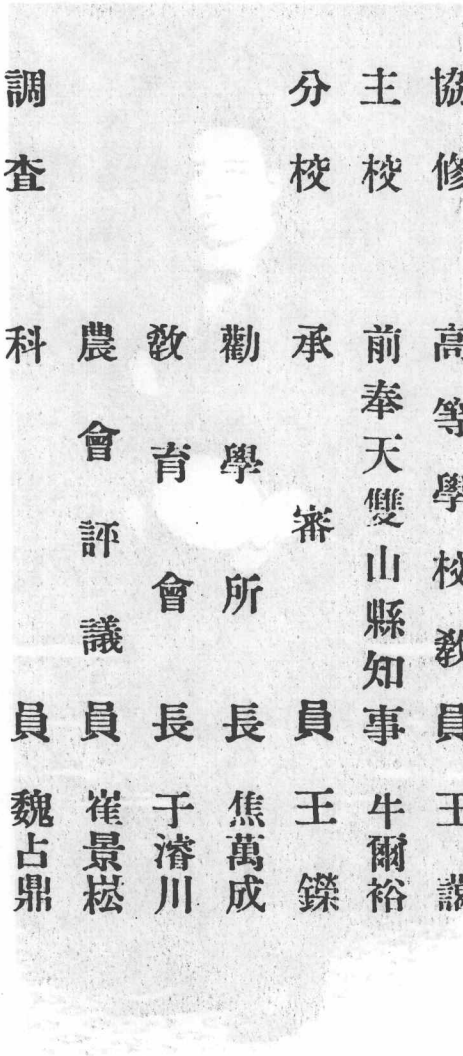 協修 高等學校教員 王
主校 前奉天雙山縣知事 牛爾裕
分校 承審員 王鑅
勸學所長 焦萬成
教育會長 于濬川
農會評議員 崔景崧
調查 科員 魏占鼎